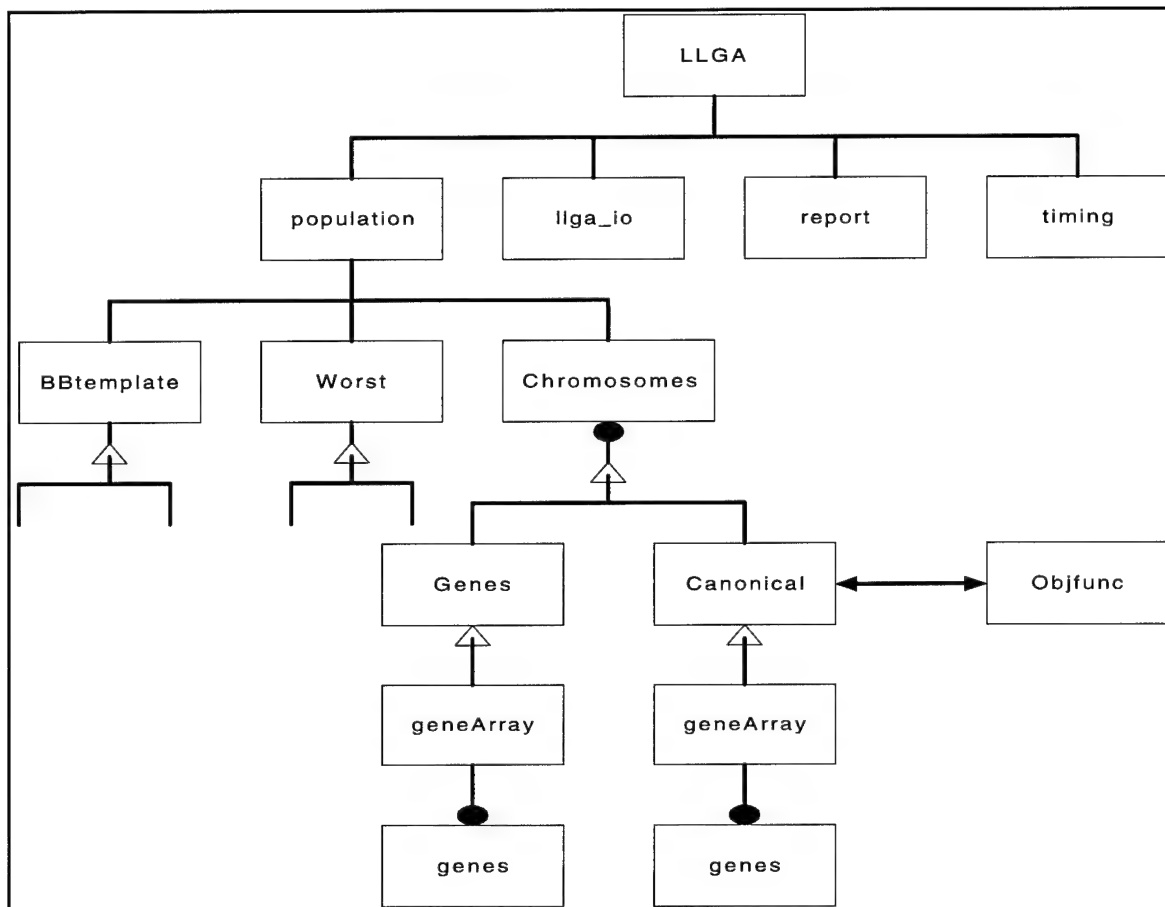 LLGA
population
llga_io
report
timing
BBtemplate
Worst
Chromosomes
Genes
Canonical
Objfunc
geneArray
geneArray
genes
genes